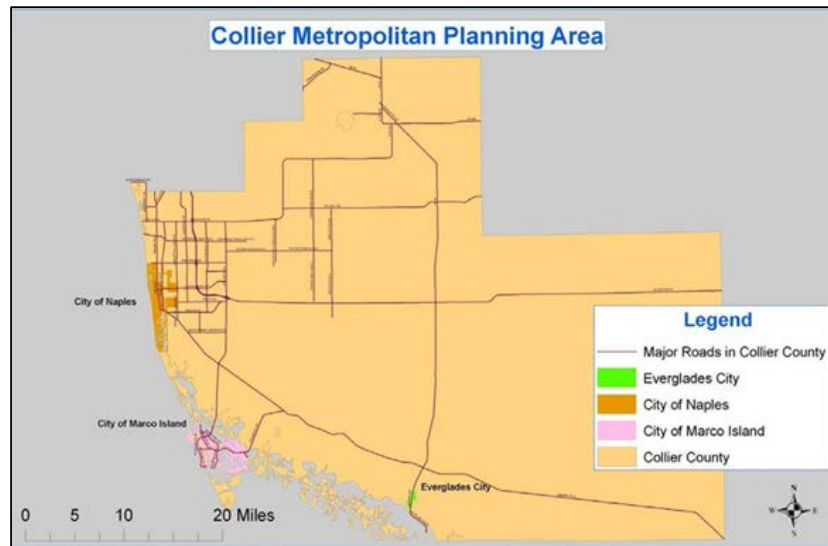 Collier Metropolitan Planning Area
City of Naples
City of Marco Island
Everglades City
Legend
Major Roads in Collier County
Everglades City
City of Naples
City of Marco Island
Collier County
0 5 10 20 Miles
N
W E
S